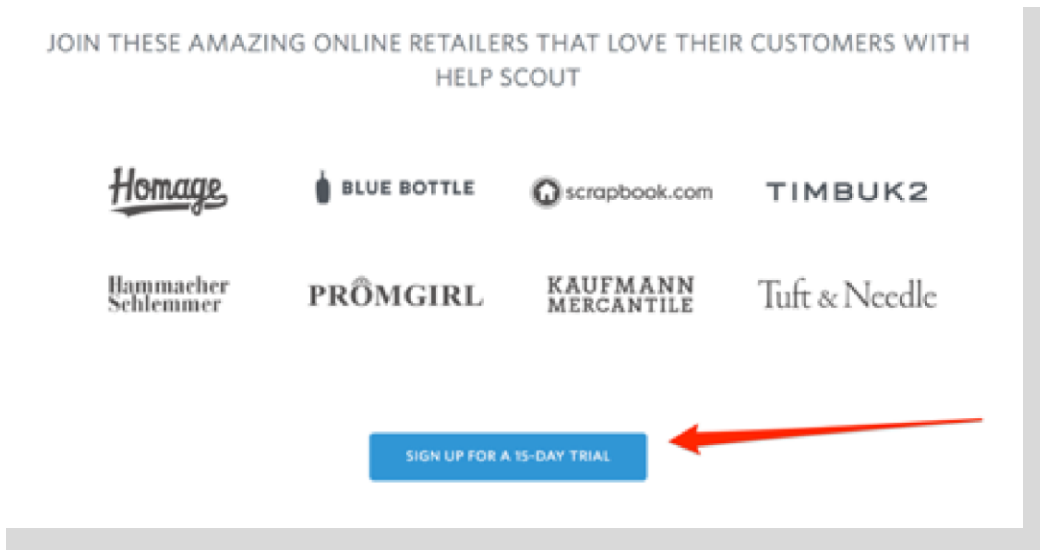 JOIN THESE AMAZING ONLINE RETAILERS THAT LOVE THEIR CUSTOMERS WITH
HELP SCOUT
Homage
BLUE BOTTLE
scrapbook.com
TIMBUK2
Hammacher
Schlemmer
PRÔMGIRL
KAUFMANN
MERCANTILE
Tuft & Needle
SIGN UP FOR A 15-DAY TRIAL